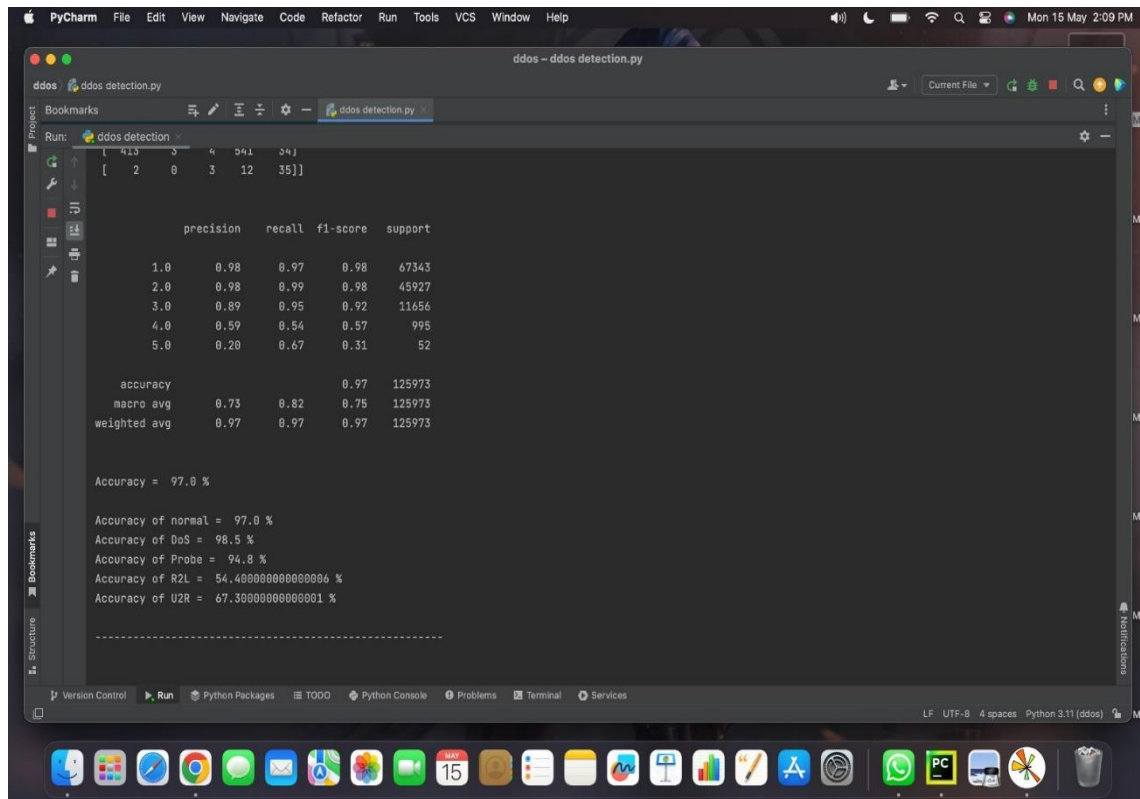 PyCharm File Edit View Navigate Code Refactor Run Tools VCS Window Help Mon 15 May 2:09 PM
ddos – ddos detection.py
ddos ddos detection.py Current File
Bookmarks ddos detection.py
Project
Run: ddos detection
[ 413 3 4 541 34]
[ 2 0 3 12 35]]
precision recall f1-score support
1.0 0.98 0.97 0.98 67343
2.0 0.98 0.99 0.98 45927
3.0 0.89 0.95 0.92 11656
4.0 0.59 0.54 0.57 995
5.0 0.20 0.67 0.31 52
accuracy 0.97 125973
macro avg 0.73 0.82 0.75 125973
weighted avg 0.97 0.97 0.97 125973
Accuracy = 97.0 %
Accuracy of normal = 97.0 %
Accuracy of DoS = 98.5 %
Accuracy of Probe = 94.8 %
Accuracy of R2L = 54.400000000000006 %
Accuracy of U2R = 67.30000000000001 %
-------------------------------------------------------
Bookmarks
Structure
Notifications
Version Control Run Python Packages TODO Python Console Problems Terminal Services
LF UTF-8 4 spaces Python 3.11 (ddos)
MAY
15
PC